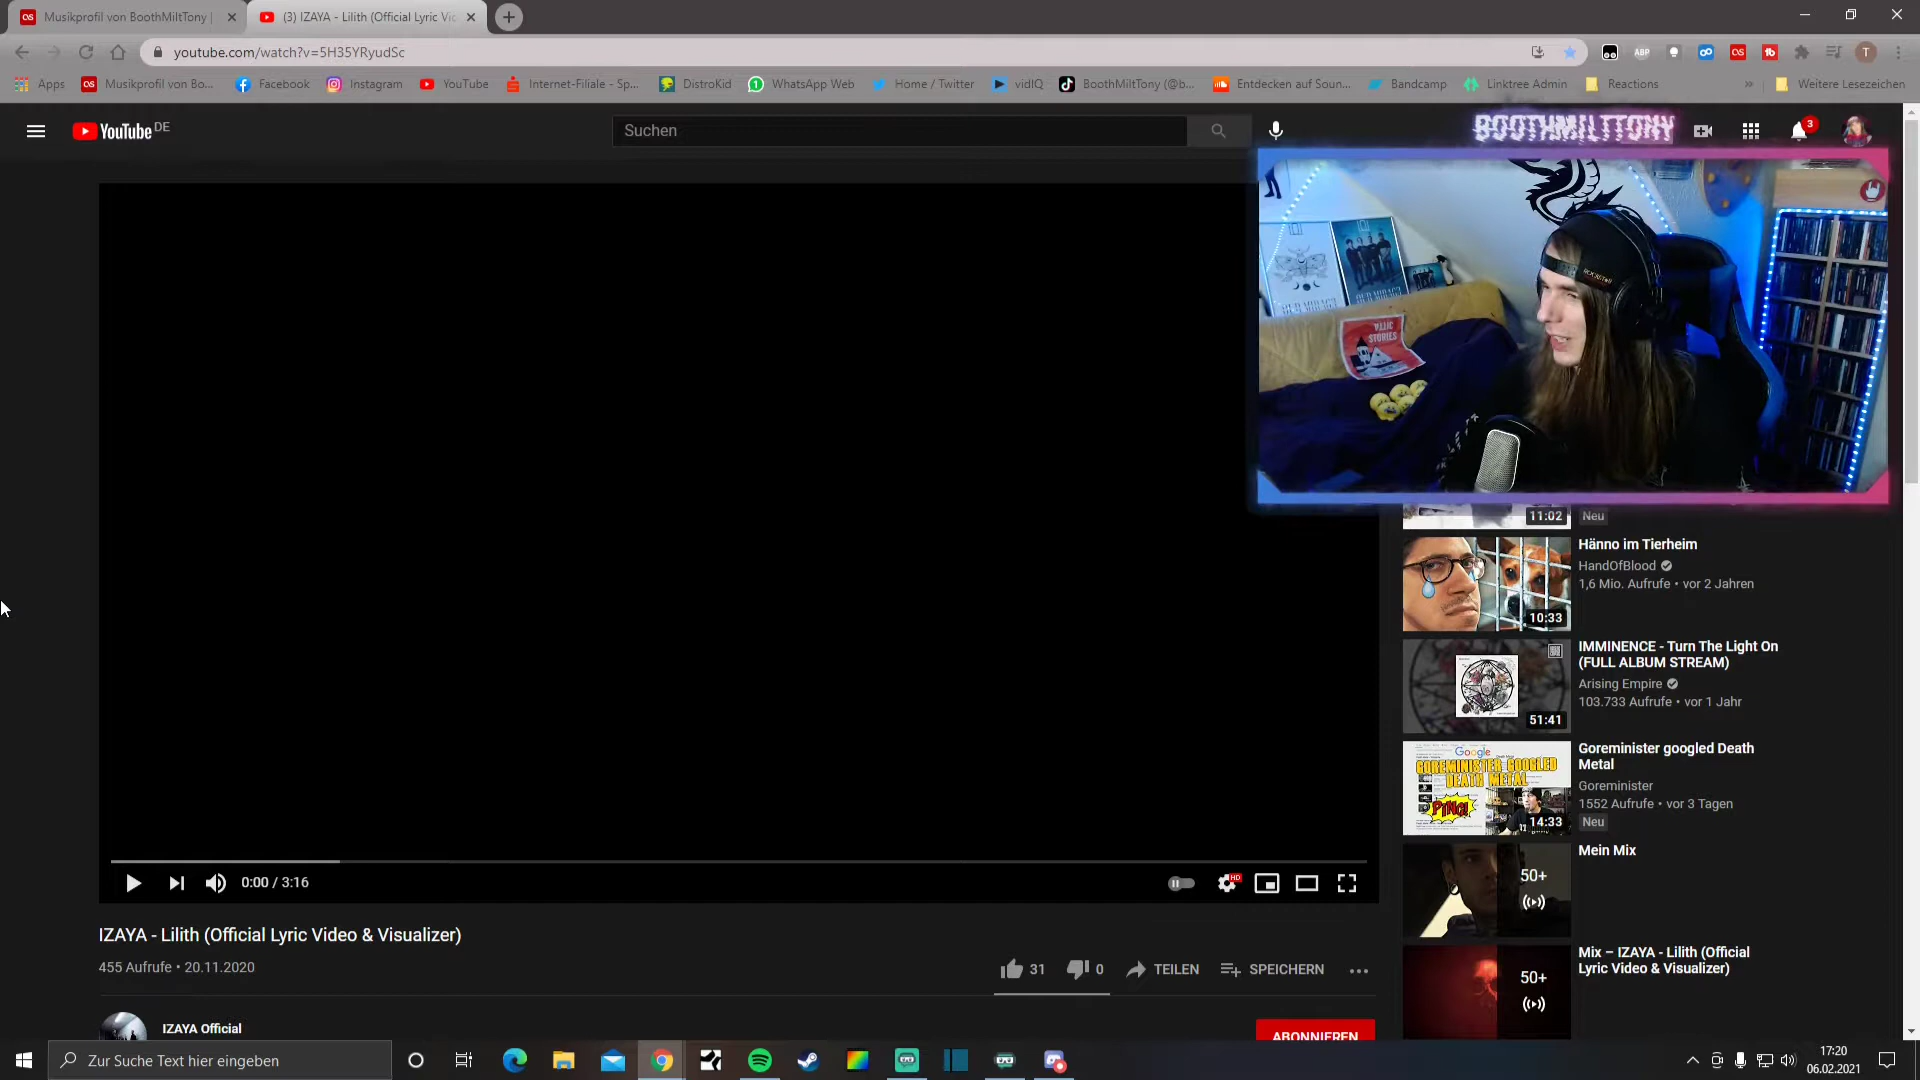 Musikprofil von BoothMiltTony |
(3) IZAYA - Lilith (Official Lyric Vic
youtube.com/watch?v=5H35YRyudSc
ABP
T
Apps
Musikprofil von Bo...
Facebook
Instagram
YouTube
Internet-Filiale - Sp...
DistroKid
WhatsApp Web
Home / Twitter
vidIQ
BoothMiltTony (@b...
Entdecken auf Soun...
Bandcamp
Linktree Admin
Reactions
»
Weitere Lesezeichen
YouTube DE
Suchen
BOOTHMILTTONY
3
STORIES
11:02
Neu
Hänno im Tierheim
HandOfBlood
1,6 Mio. Aufrufe • vor 2 Jahren
10:33
IMMINENCE - Turn The Light On
(FULL ALBUM STREAM)
Arising Empire
103.733 Aufrufe • vor 1 Jahr
51:41
Google
GOREMINISTER GOOGLED
DEATH METAL
PING!
14:33
Goreminister googled Death
Metal
Goreminister
1552 Aufrufe • vor 3 Tagen
Neu
Mein Mix
50+
Mix – IZAYA - Lilith (Official
Lyric Video & Visualizer)
50+
0:00 / 3:16
HD
IZAYA - Lilith (Official Lyric Video & Visualizer)
455 Aufrufe • 20.11.2020
31
0
TEILEN
SPEICHERN
IZAYA Official
ABONNIEREN
Zur Suche Text hier eingeben
17:20
06.02.2021